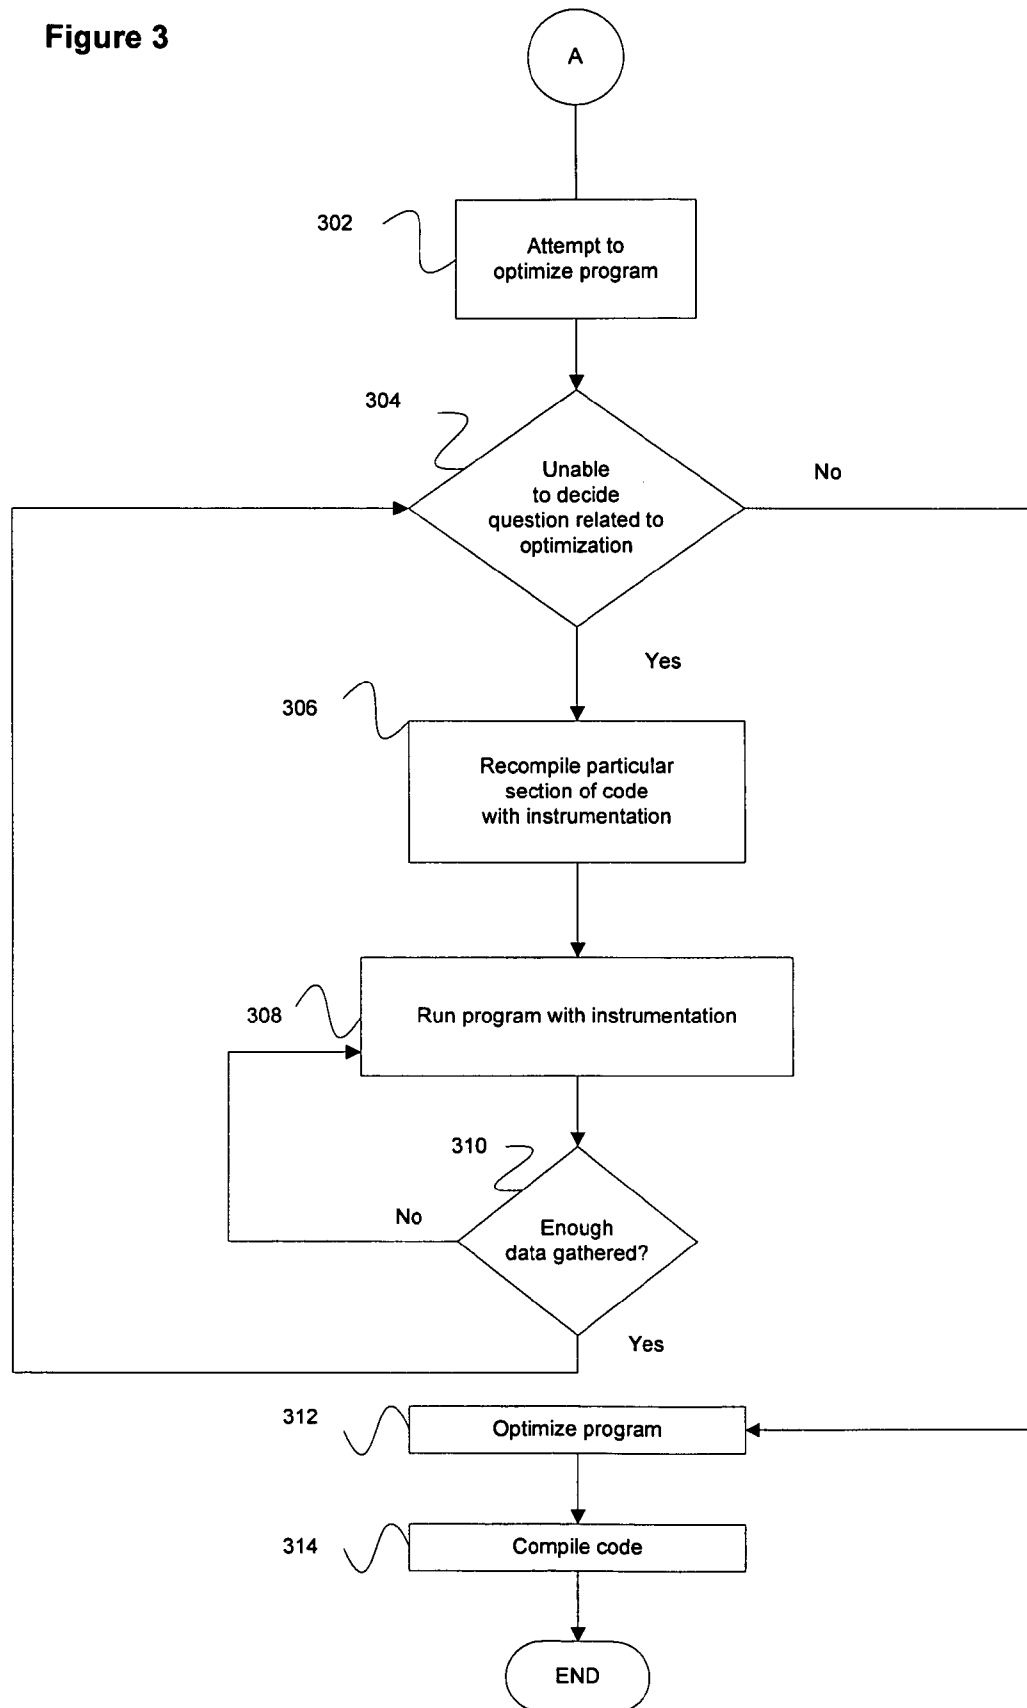 Figure 3
A
302
Attempt to
optimize program
304
Unable
to decide
question related to
optimization
No
Yes
306
Recompile particular
section of code
with instrumentation
308
Run program with instrumentation
310
No
Enough
data gathered?
Yes
312
Optimize program
314
Compile code
END